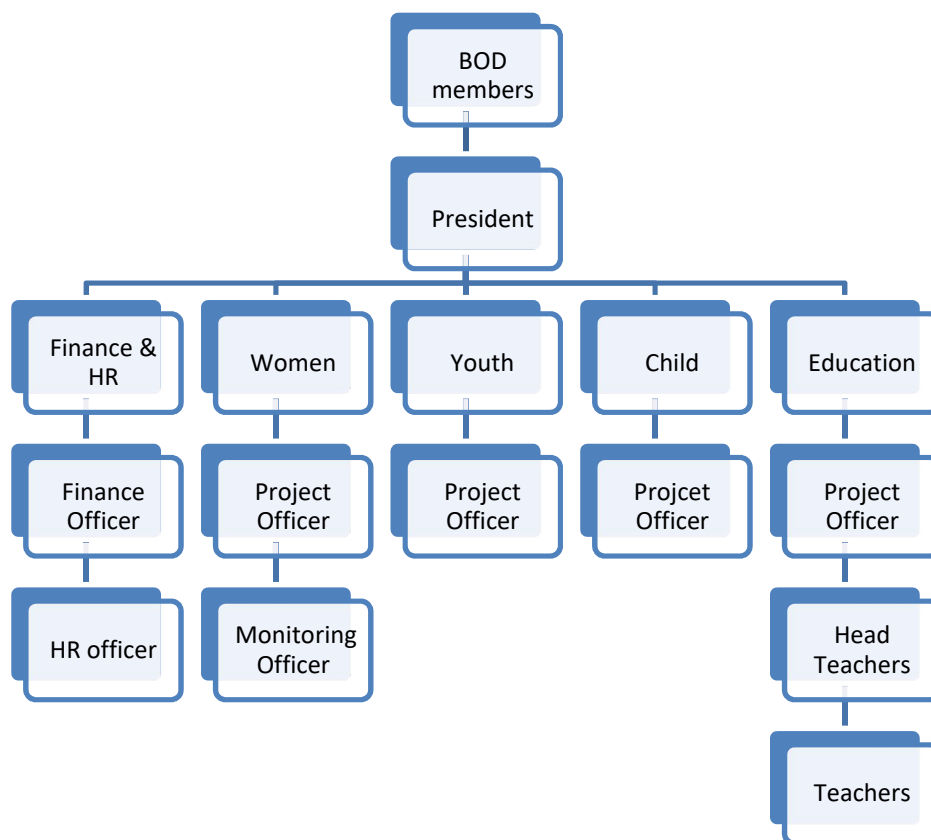 BOD
members
President
Finance &
HR
Women
Youth
Child
Education
Finance
Officer
Project
Officer
Project
Officer
Projcet
Officer
Project
Officer
HR officer
Monitoring
Officer
Head
Teachers
Teachers